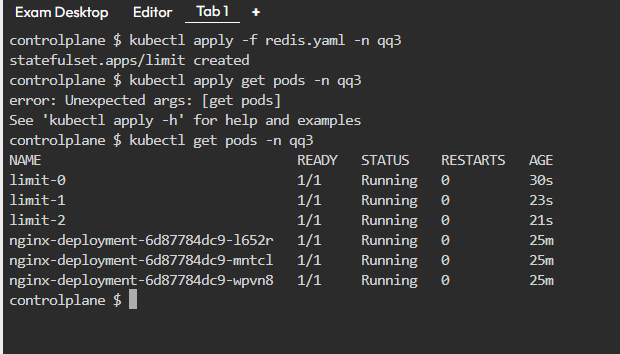 Exam Desktop Editor Tab 1 +
controlplane $ kubectl apply -f redis.yaml -n qq3
statefulset.apps/limit created
controlplane $ kubectl apply get pods -n qq3
error: Unexpected args: [get pods]
See 'kubectl apply -h' for help and examples
controlplane $ kubectl get pods -n qq3
NAME READY STATUS RESTARTS AGE
limit-0 1/1 Running 0 30s
limit-1 1/1 Running 0 23s
limit-2 1/1 Running 0 21s
nginx-deployment-6d87784dc9-l652r 1/1 Running 0 25m
nginx-deployment-6d87784dc9-mntcl 1/1 Running 0 25m
nginx-deployment-6d87784dc9-wpvn8 1/1 Running 0 25m
controlplane $